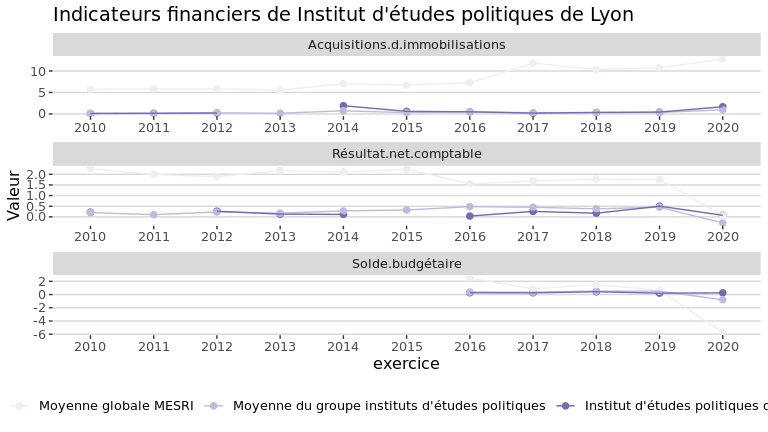 Indicateurs financiers de Institut d'études politiques de Lyon
Acquisitions.d.immobilisations
10
5
0
2010 2011 2012 2013 2014 2015 2016 2017 2018 2019 2020
Résultat.net.comptable
2.0
1.5
1.0
0.5
0.0
2010 2011 2012 2013 2014 2015 2016 2017 2018 2019 2020
Valeur
Solde.budgétaire
2
0
-2
-4
-6
2010 2011 2012 2013 2014 2015 2016 2017 2018 2019 2020
exercice
Moyenne globale MESRI Moyenne du groupe instituts d'études politiques Institut d'études politiques